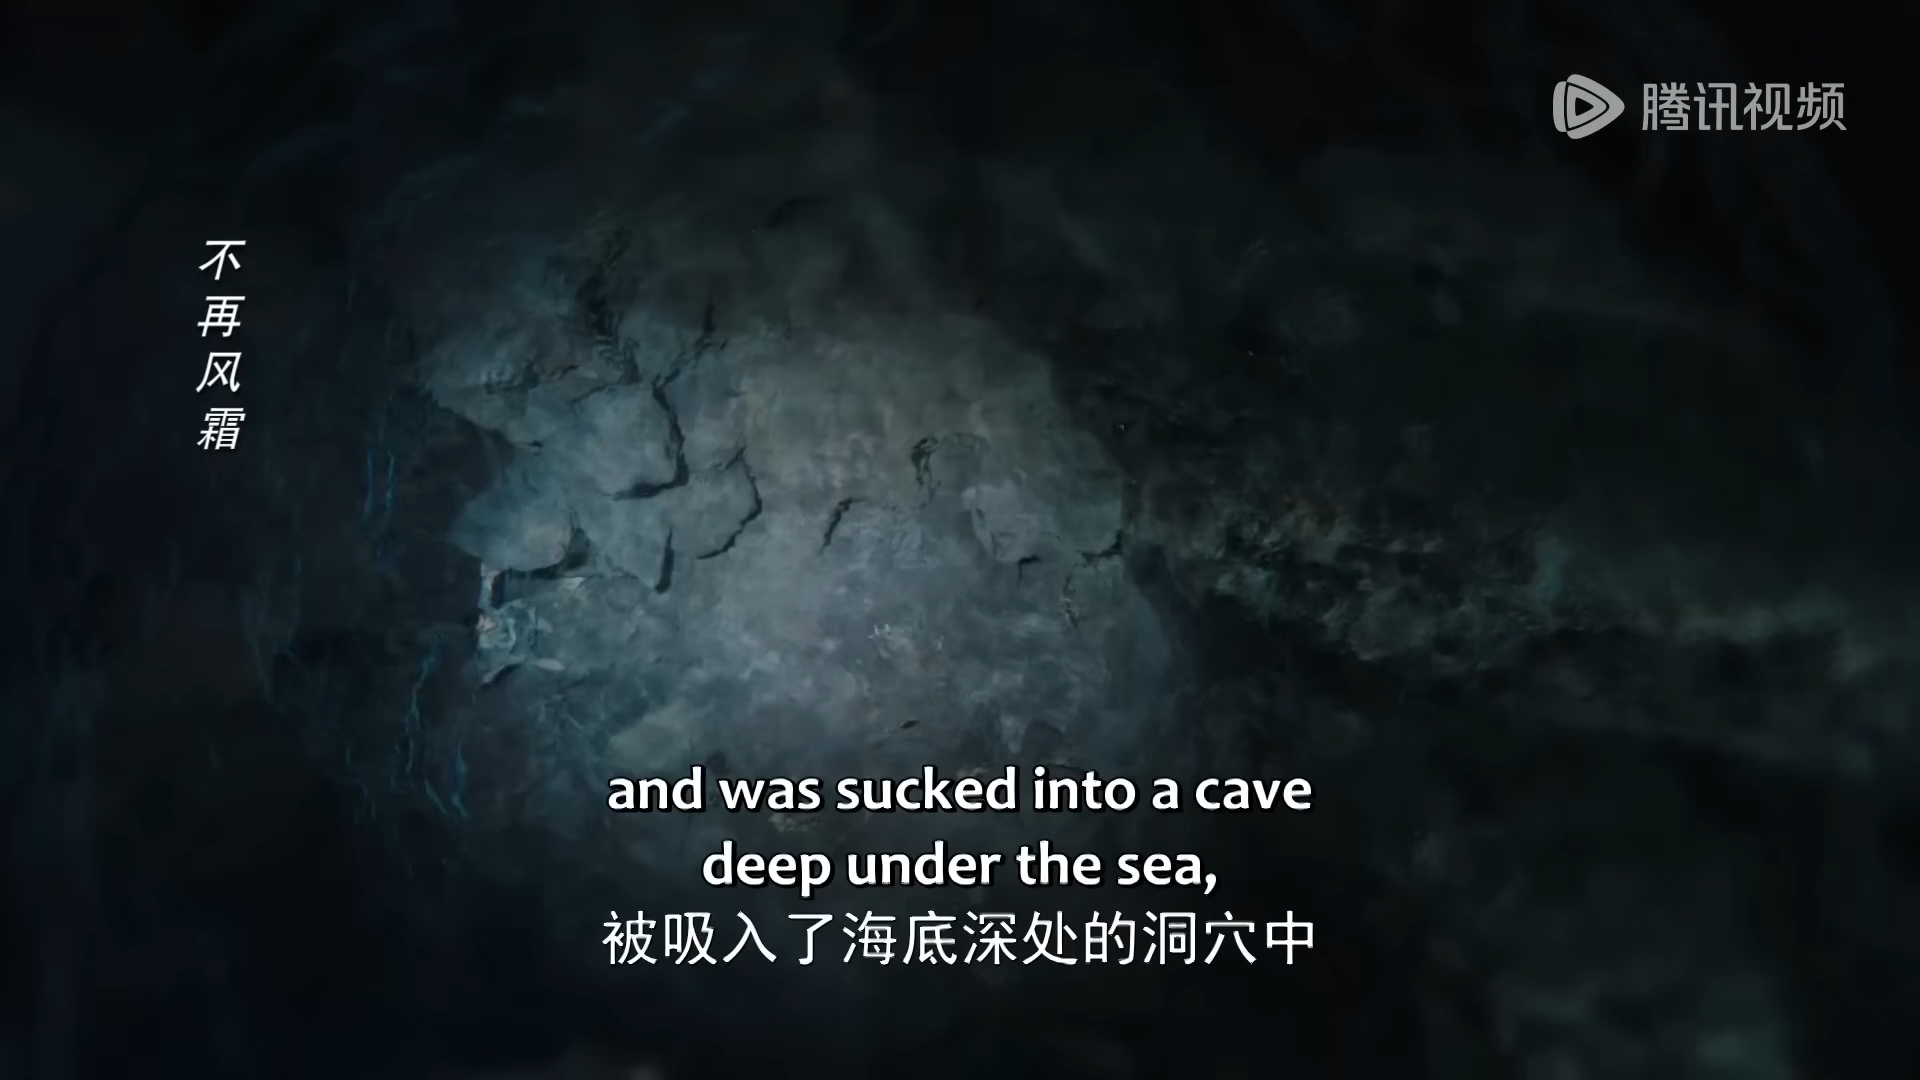 腾讯视频
不再风霜
and was sucked into a cave
deep under the sea,
被吸入了海底深处的洞穴中